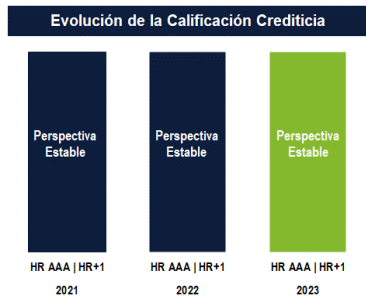 Evolución de la Calificación Crediticia
Perspectiva Estable
Perspectiva Estable
Perspectiva Estable
HR AAA | HR+1
HR AAA | HR+1
HR AAA | HR+1
2021
2022
2023